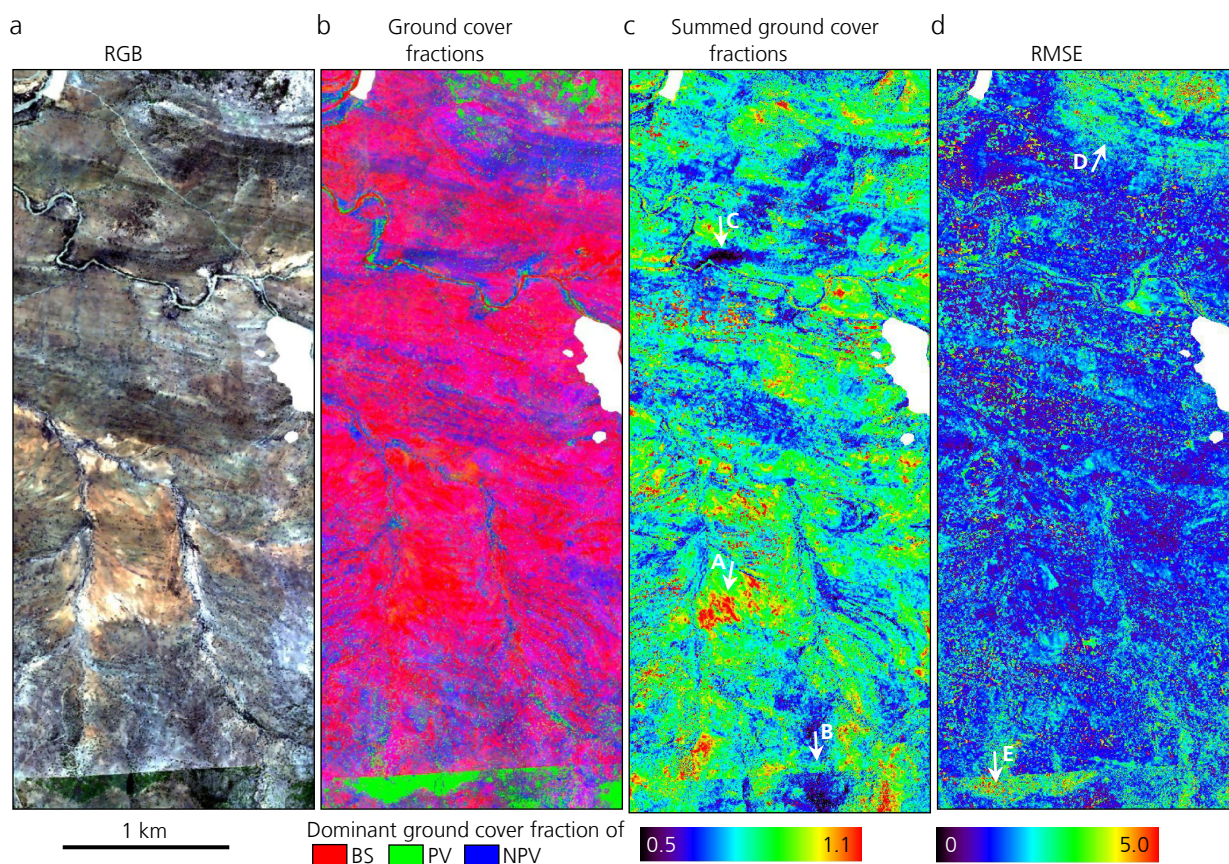 a
RGB
b
Ground cover
fractions
c
Summed ground cover
fractions
d
RMSE
D
C
A
B
E
1 km
Dominant ground cover fraction of
BS PV NPV
0.5 1.1
0 5.0